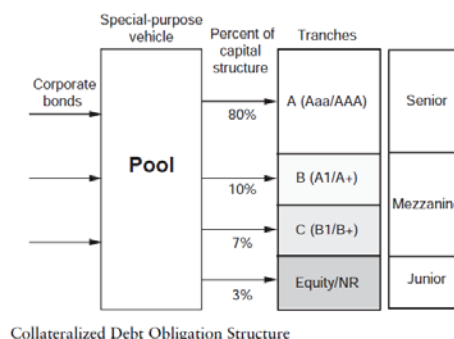 Special-purpose
vehicle
Percent of
capital
structure
Tranches
Corporate
bonds
Pool
80%
A (Aaa/AAA)
Senior
10%
B (A1/A+)
Mezzanine
7%
C (B1/B+)
3%
Equity/NR
Junior
Collateralized Debt Obligation Structure